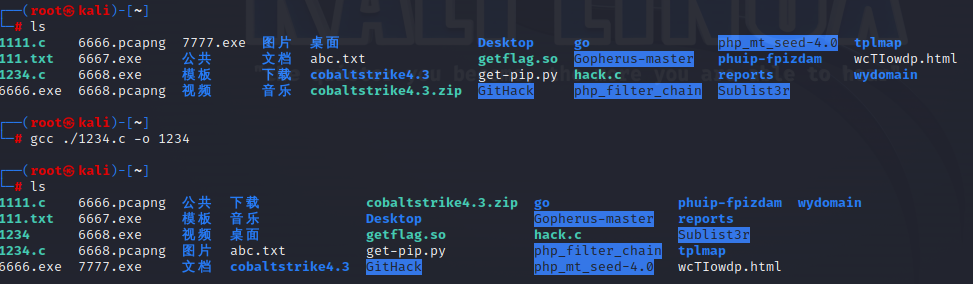 ┌──(root㉿kali)-[~]
└─# ls
1111.c 6666.pcapng 7777.exe 图片 桌面 Desktop go php_mt_seed-4.0 tplmap
111.txt 6667.exe 公共 文档 abc.txt getflag.so Gopherus-master phuip-fpizdam wcTIowdp.html
1234.c 6668.exe 模板 下载 cobaltstrike4.3 get-pip.py hack.c reports wydomain
6666.exe 6668.pcapng 视频 音乐 cobaltstrike4.3.zip GitHack php_filter_chain Sublist3r
┌──(root㉿kali)-[~]
└─# gcc ./1234.c -o 1234
┌──(root㉿kali)-[~]
└─# ls
1111.c 6666.pcapng 公共 下载 cobaltstrike4.3.zip go phuip-fpizdam wydomain
111.txt 6667.exe 模板 音乐 Desktop Gopherus-master reports
1234 6668.exe 视频 桌面 getflag.so hack.c Sublist3r
1234.c 6668.pcapng 图片 abc.txt get-pip.py php_filter_chain tplmap
6666.exe 7777.exe 文档 cobaltstrike4.3 GitHack php_mt_seed-4.0 wcTIowdp.html